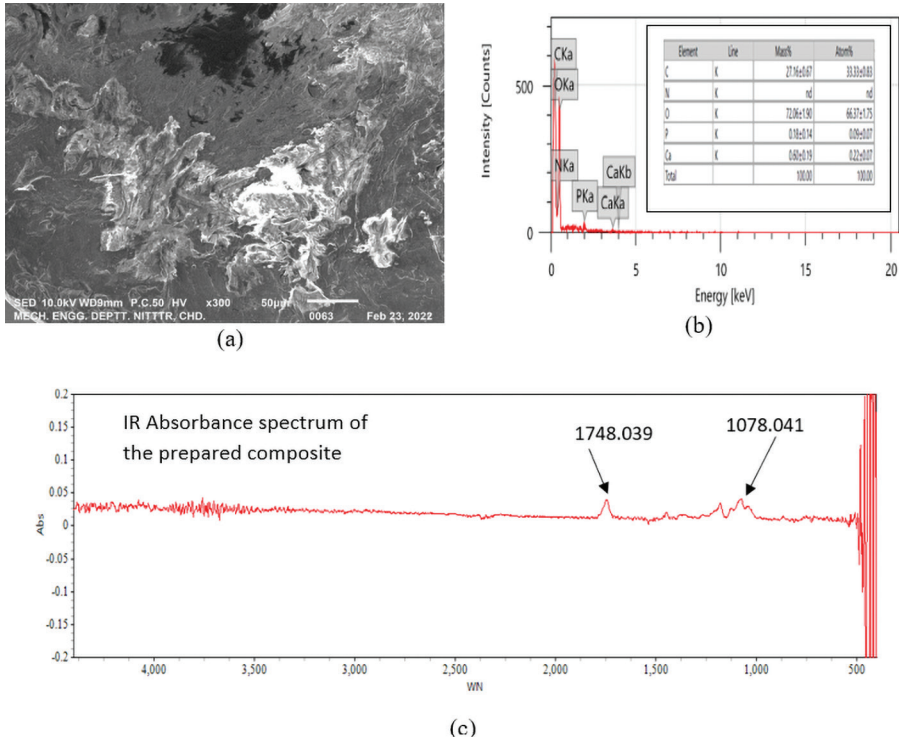 SED 10.0kV WD9mm P.C.50 HV x300 50µm
MECH. ENGG. DEPTT. NITTTR, CHD. 0063 Feb 23, 2022
(a)
Intensity [Counts]
500
0
CKa
OKa
NKa
PKa
CaKb
CaKa
Element Line Mass% Atom%
C K 27.16±0.67 33.33±0.83
N K nd nd
O K 72.06±1.90 66.37±1.75
P K 0.18±0.14 0.09±0.07
Ca K 0.60±0.19 0.22±0.07
Total 100.00 100.00
0 5 10 15 20
Energy [keV]
(b)
IR Absorbance spectrum of
the prepared composite
1748.039
1078.041
Abs
0.2
0.15
0.1
0.05
0
-0.05
-0.1
-0.15
-0.2
4,000 3,500 3,000 2,500 2,000 1,500 1,000 500
WN
(c)